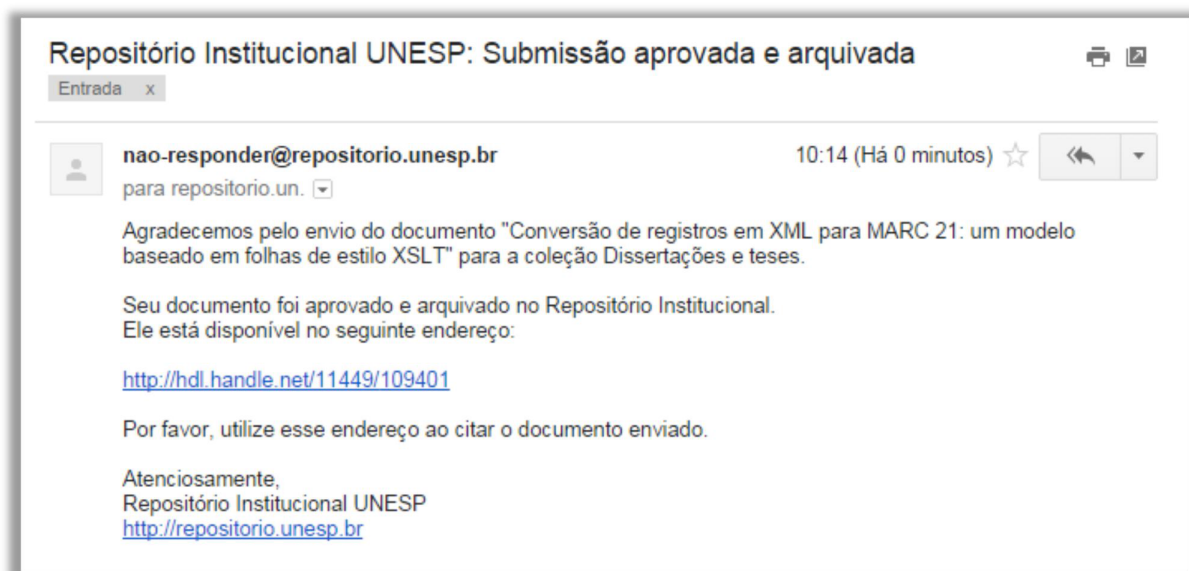 Repositório Institucional UNESP: Submissão aprovada e arquivada
Entrada x
nao-responder@repositorio.unesp.br 10:14 (Há 0 minutos)
para repositorio.un.
Agradecemos pelo envio do documento "Conversão de registros em XML para MARC 21: um modelo
baseado em folhas de estilo XSLT" para a coleção Dissertações e teses.
Seu documento foi aprovado e arquivado no Repositório Institucional.
Ele está disponível no seguinte endereço:
http://hdl.handle.net/11449/109401
Por favor, utilize esse endereço ao citar o documento enviado.
Atenciosamente,
Repositório Institucional UNESP
http://repositorio.unesp.br